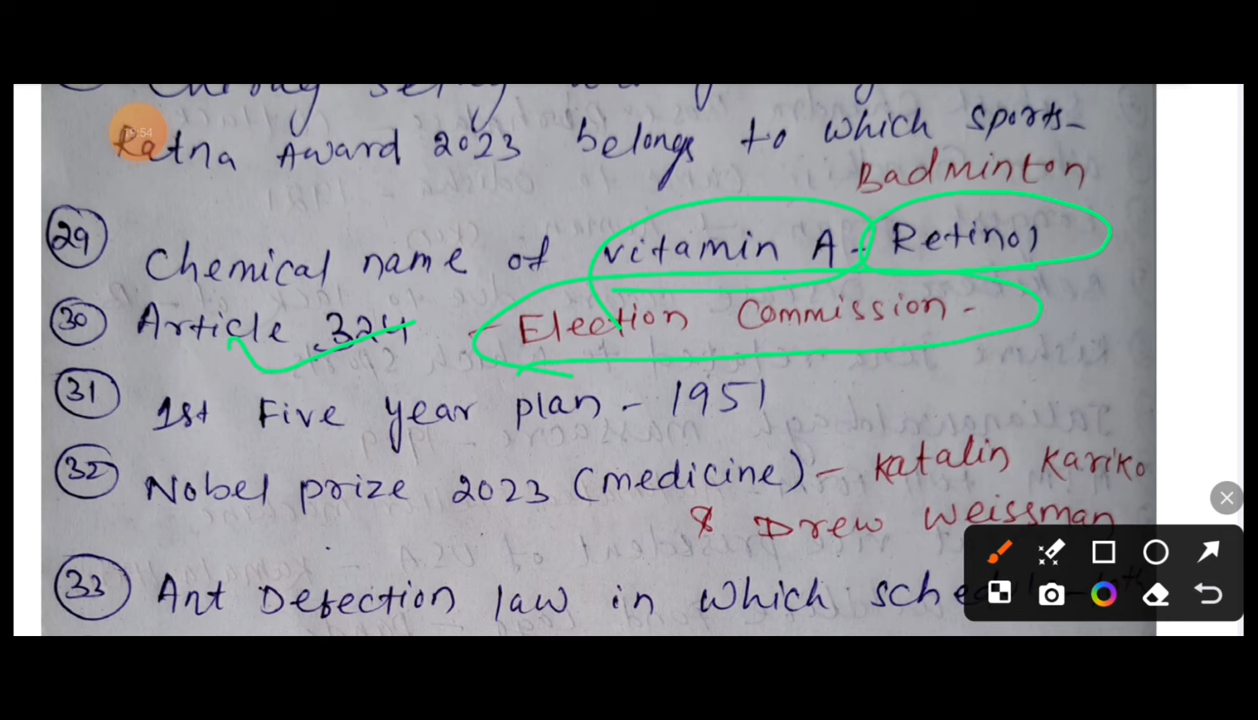 Ratna Award 2023 belongs to which sports-
Badminton
29 Chemical name of vitamin A - Retinol
30 Article 324 - Election Commission -
31 1st Five year plan - 1951
32 Nobel prize 2023 (medicine) - Katalin Kariko
& Drew Weissman
33 Ant Defection law in which